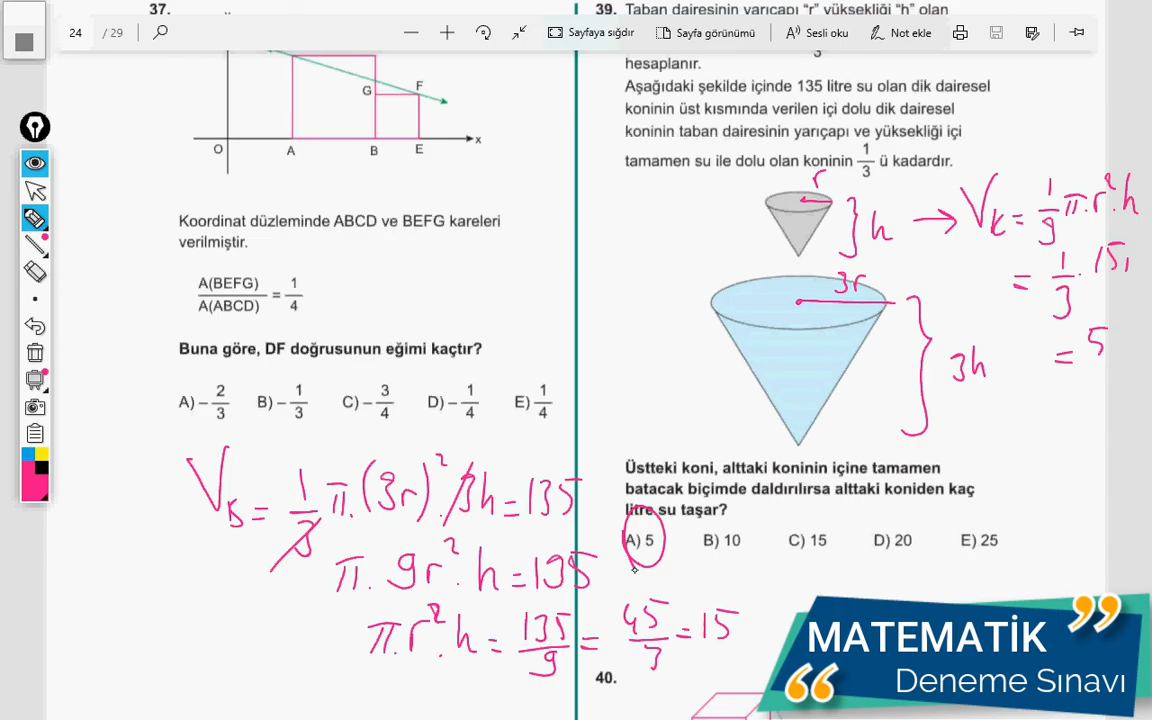 37.
24 / 29
Sayfaya sığdır
Sayfa görünümü
Sesli oku
Not ekle
G
F
O
A
B
E
x
Koordinat düzleminde ABCD ve BEFG kareleri
verilmiştir.
A(BEFG)/A(ABCD) = 1/4
Buna göre, DF doğrusunun eğimi kaçtır?
A) –2/3 B) –1/3 C) –3/4 D) –1/4 E) 1/4
39. Taban dairesinin yarıçapı “r” yüksekliği “h” olan
3
hesaplanır.
Aşağıdaki şekilde içinde 135 litre su olan dik dairesel
koninin üst kısmında verilen içi dolu dik dairesel
koninin taban dairesinin yarıçapı ve yüksekliği içi
tamamen su ile dolu olan koninin 1/3 ü kadardır.
r
h → VK = 1/3 π.r².h
= 1/3 . 15
= 5
3r
3h
Üstteki koni, alttaki koninin içine tamamen
batacak biçimde daldırılırsa alttaki koniden kaç
litre su taşar?
A) 5 B) 10 C) 15 D) 20 E) 25
= 1/3 π.(3r)².3h = 135
π. 9r². h = 135
π.r².h = 135/9 = 45/3 = 15
40.
MATEMATİK
Deneme Sınavı